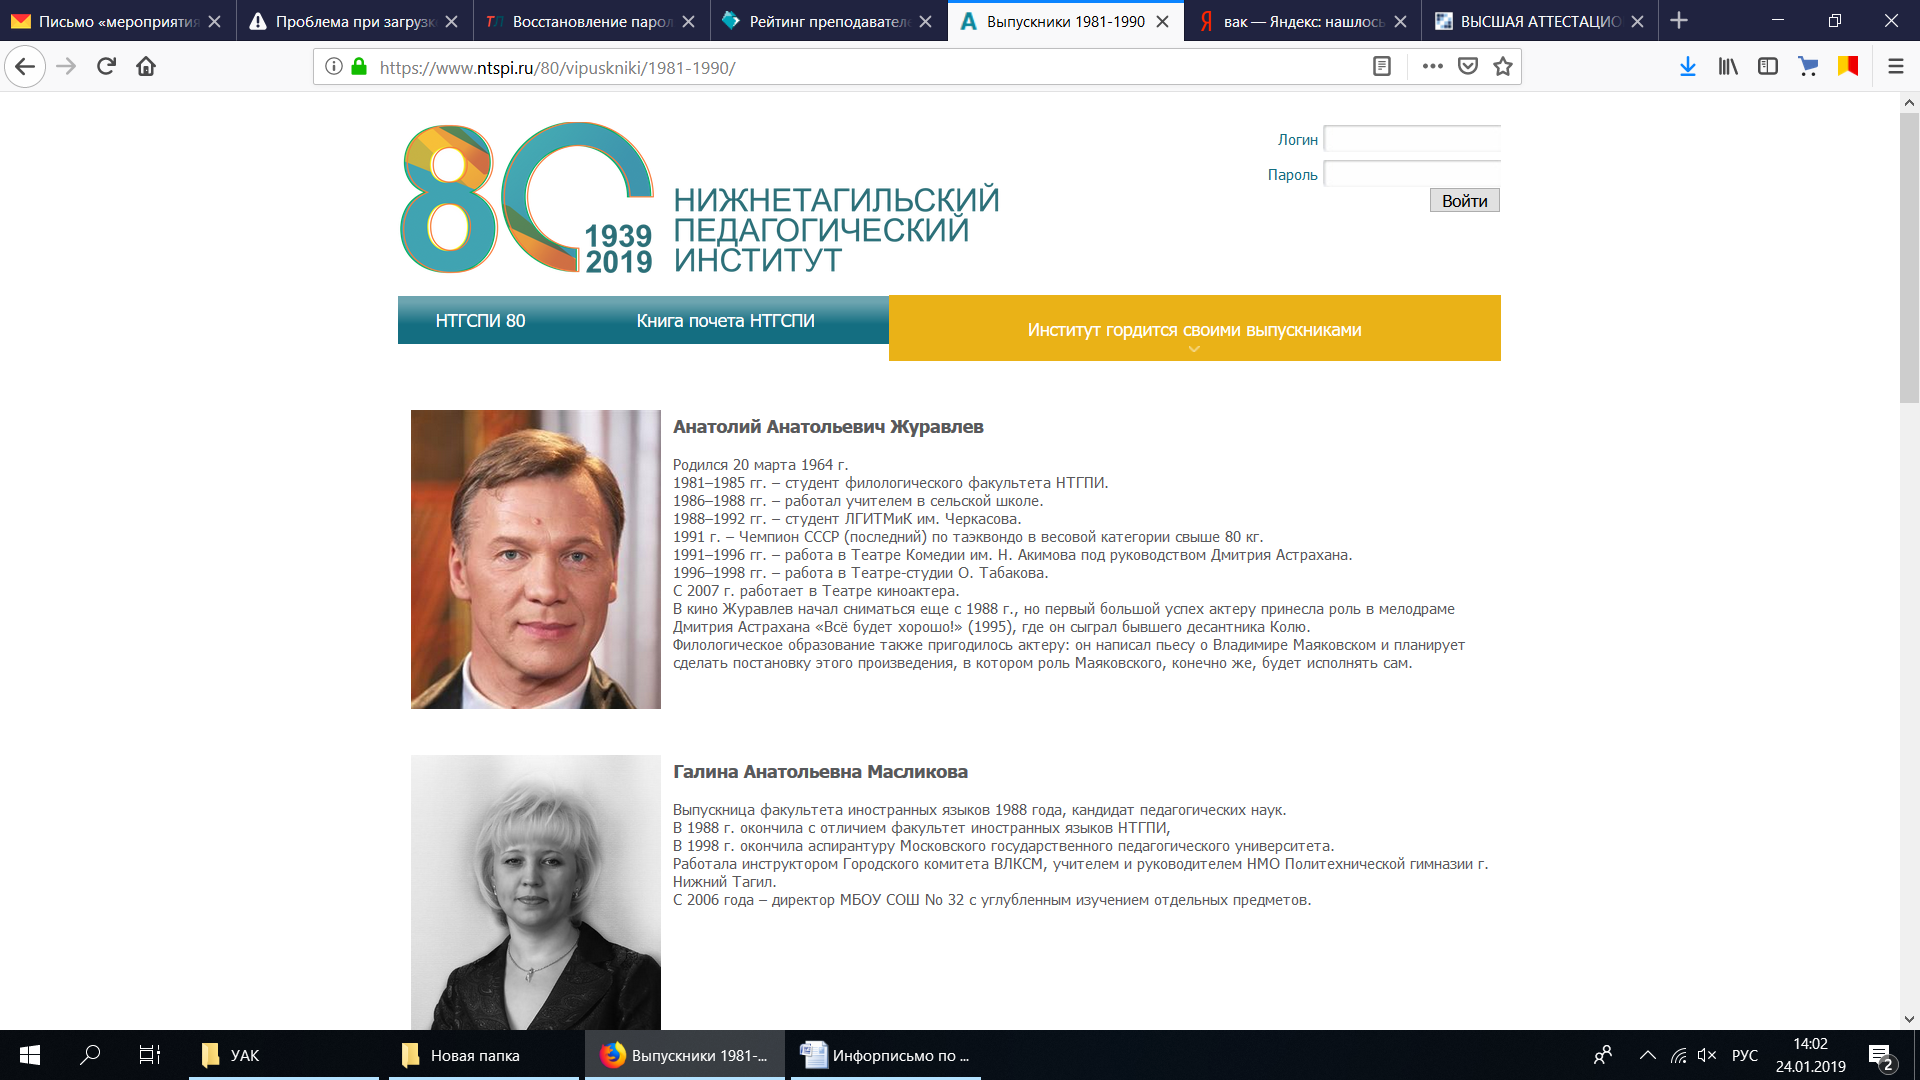 Письмо «мероприятия
Проблема при загрузк
ТЛ Восстановление парол
Рейтинг преподавател
Выпускники 1981-1990
вак — Яндекс: нашлось
ВЫСШАЯ АТТЕСТАЦИО
https://www.ntspi.ru/80/vipuskniki/1981-1990/
80
1939
2019
НИЖНЕТАГИЛЬСКИЙ
ПЕДАГОГИЧЕСКИЙ
ИНСТИТУТ
Логин
Пароль
Войти
НТГСПИ 80
Книга почета НТГСПИ
Институт гордится своими выпускниками
Анатолий Анатольевич Журавлев
Родился 20 марта 1964 г.
1981–1985 гг. – студент филологического факультета НТГПИ.
1986–1988 гг. – работал учителем в сельской школе.
1988–1992 гг. – студент ЛГИТМиК им. Черкасова.
1991 г. – Чемпион СССР (последний) по таэквондо в весовой категории свыше 80 кг.
1991–1996 гг. – работа в Театре Комедии им. Н. Акимова под руководством Дмитрия Астрахана.
1996–1998 гг. – работа в Театре-студии О. Табакова.
С 2007 г. работает в Театре киноактера.
В кино Журавлев начал сниматься еще с 1988 г., но первый большой успех актеру принесла роль в мелодраме
Дмитрия Астрахана «Всё будет хорошо!» (1995), где он сыграл бывшего десантника Колю.
Филологическое образование также пригодилось актеру: он написал пьесу о Владимире Маяковском и планирует
сделать постановку этого произведения, в котором роль Маяковского, конечно же, будет исполнять сам.
Галина Анатольевна Масликова
Выпускница факультета иностранных языков 1988 года, кандидат педагогических наук.
В 1988 г. окончила с отличием факультет иностранных языков НТГПИ,
В 1998 г. окончила аспирантуру Московского государственного педагогического университета.
Работала инструктором Городского комитета ВЛКСМ, учителем и руководителем НМО Политехнической гимназии г.
Нижний Тагил.
С 2006 года – директор МБОУ СОШ No 32 с углубленным изучением отдельных предметов.
УАК
Новая папка
Выпускники 1981-...
Инфорписьмо по ...
РУС
14:02
24.01.2019
2